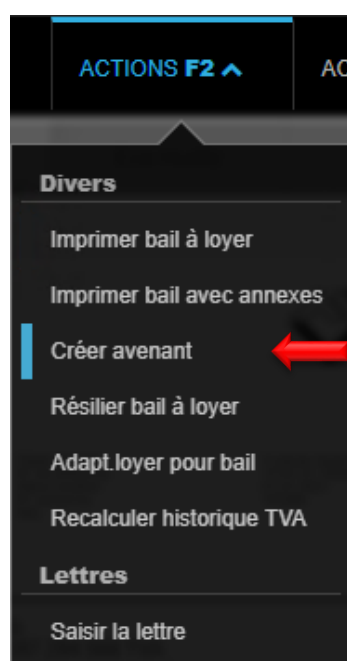 ACTIONS F2 AC
Divers
Imprimer bail à loyer
Imprimer bail avec annexes
Créer avenant
Résilier bail à loyer
Adapt.loyer pour bail
Recalculer historique TVA
Lettres
Saisir la lettre